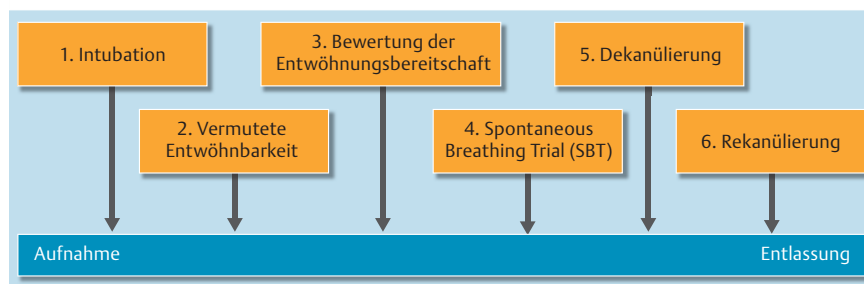 1. Intubation
2. Vermutete
Entwöhnbarkeit
3. Bewertung der
Entwöhnungsbereitschaft
4. Spontaneous
Breathing Trial (SBT)
5. Dekanülierung
6. Rekanülierung
Aufnahme
Entlassung